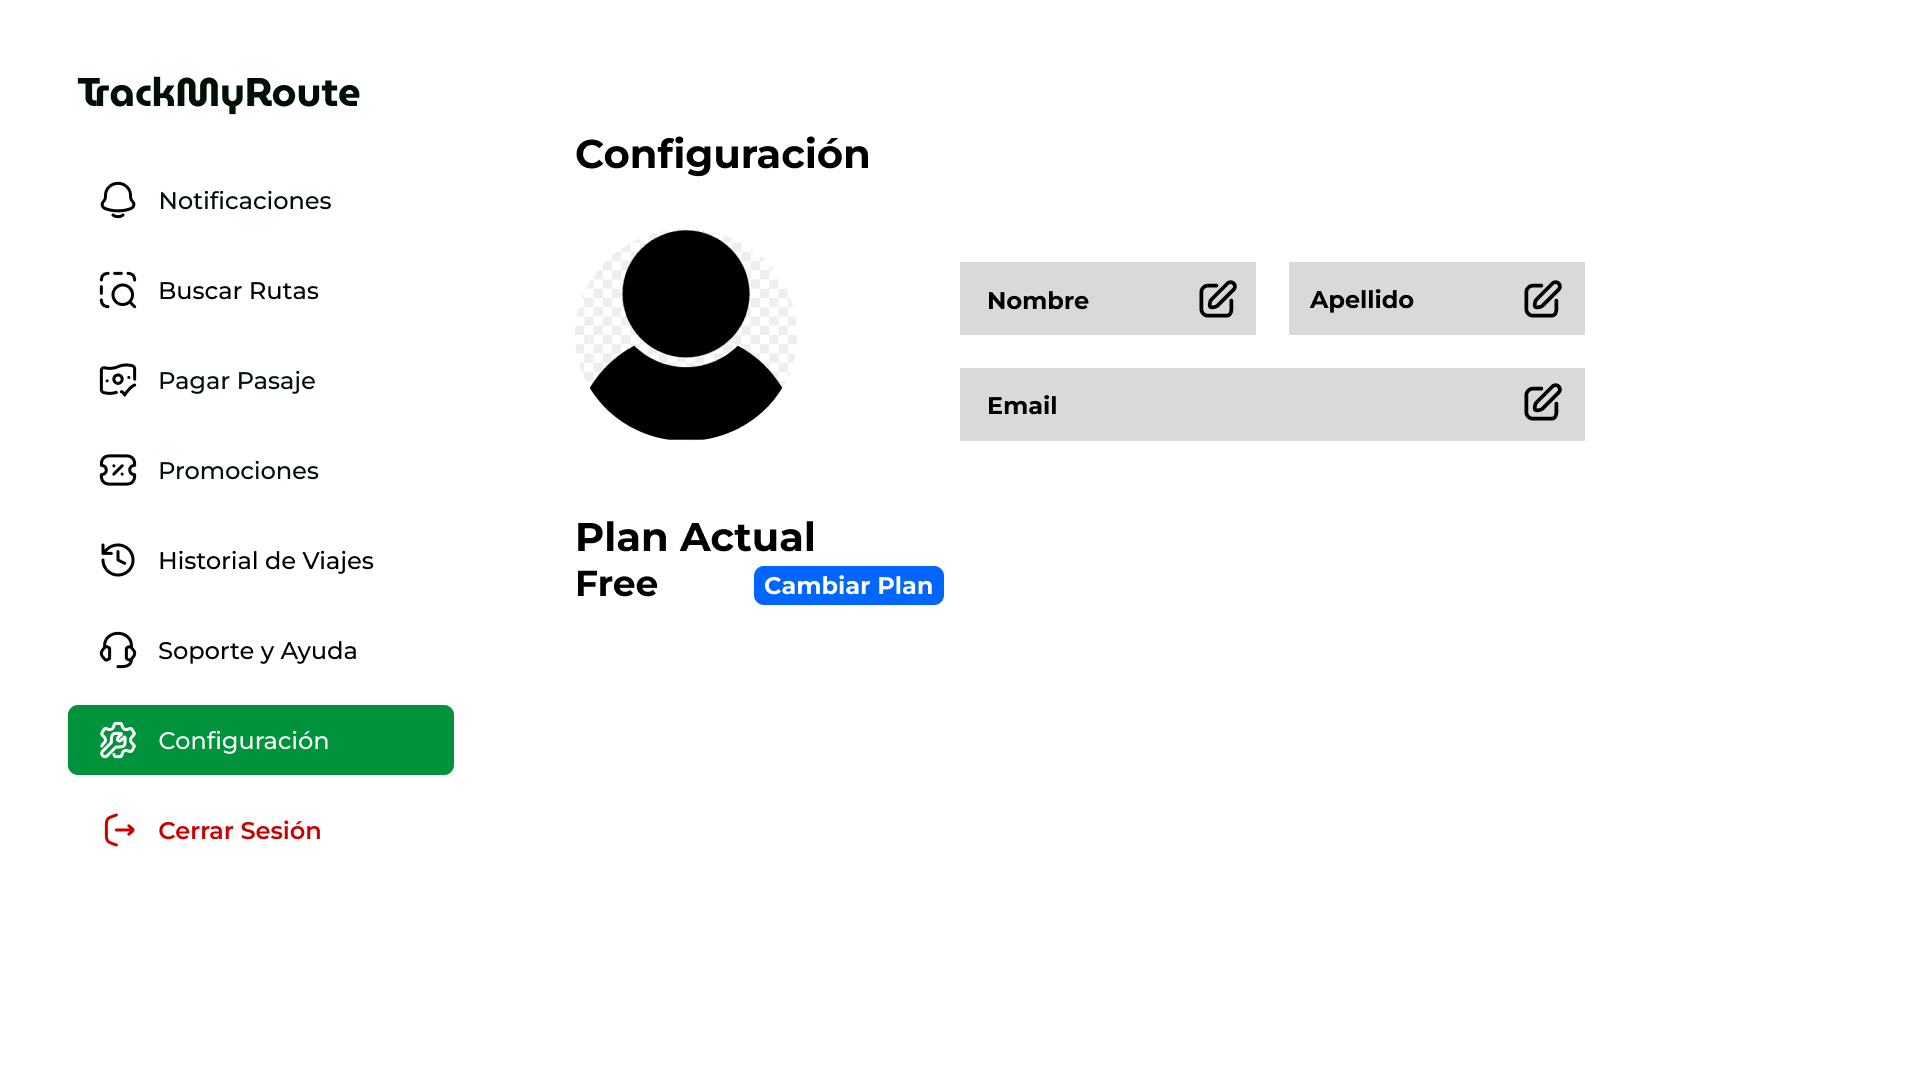 TrackMyRoute
Notificaciones
Buscar Rutas
Pagar Pasaje
Promociones
Historial de Viajes
Soporte y Ayuda
Configuración
Cerrar Sesión
Configuración
Nombre
Apellido
Email
Plan Actual
Free
Cambiar Plan